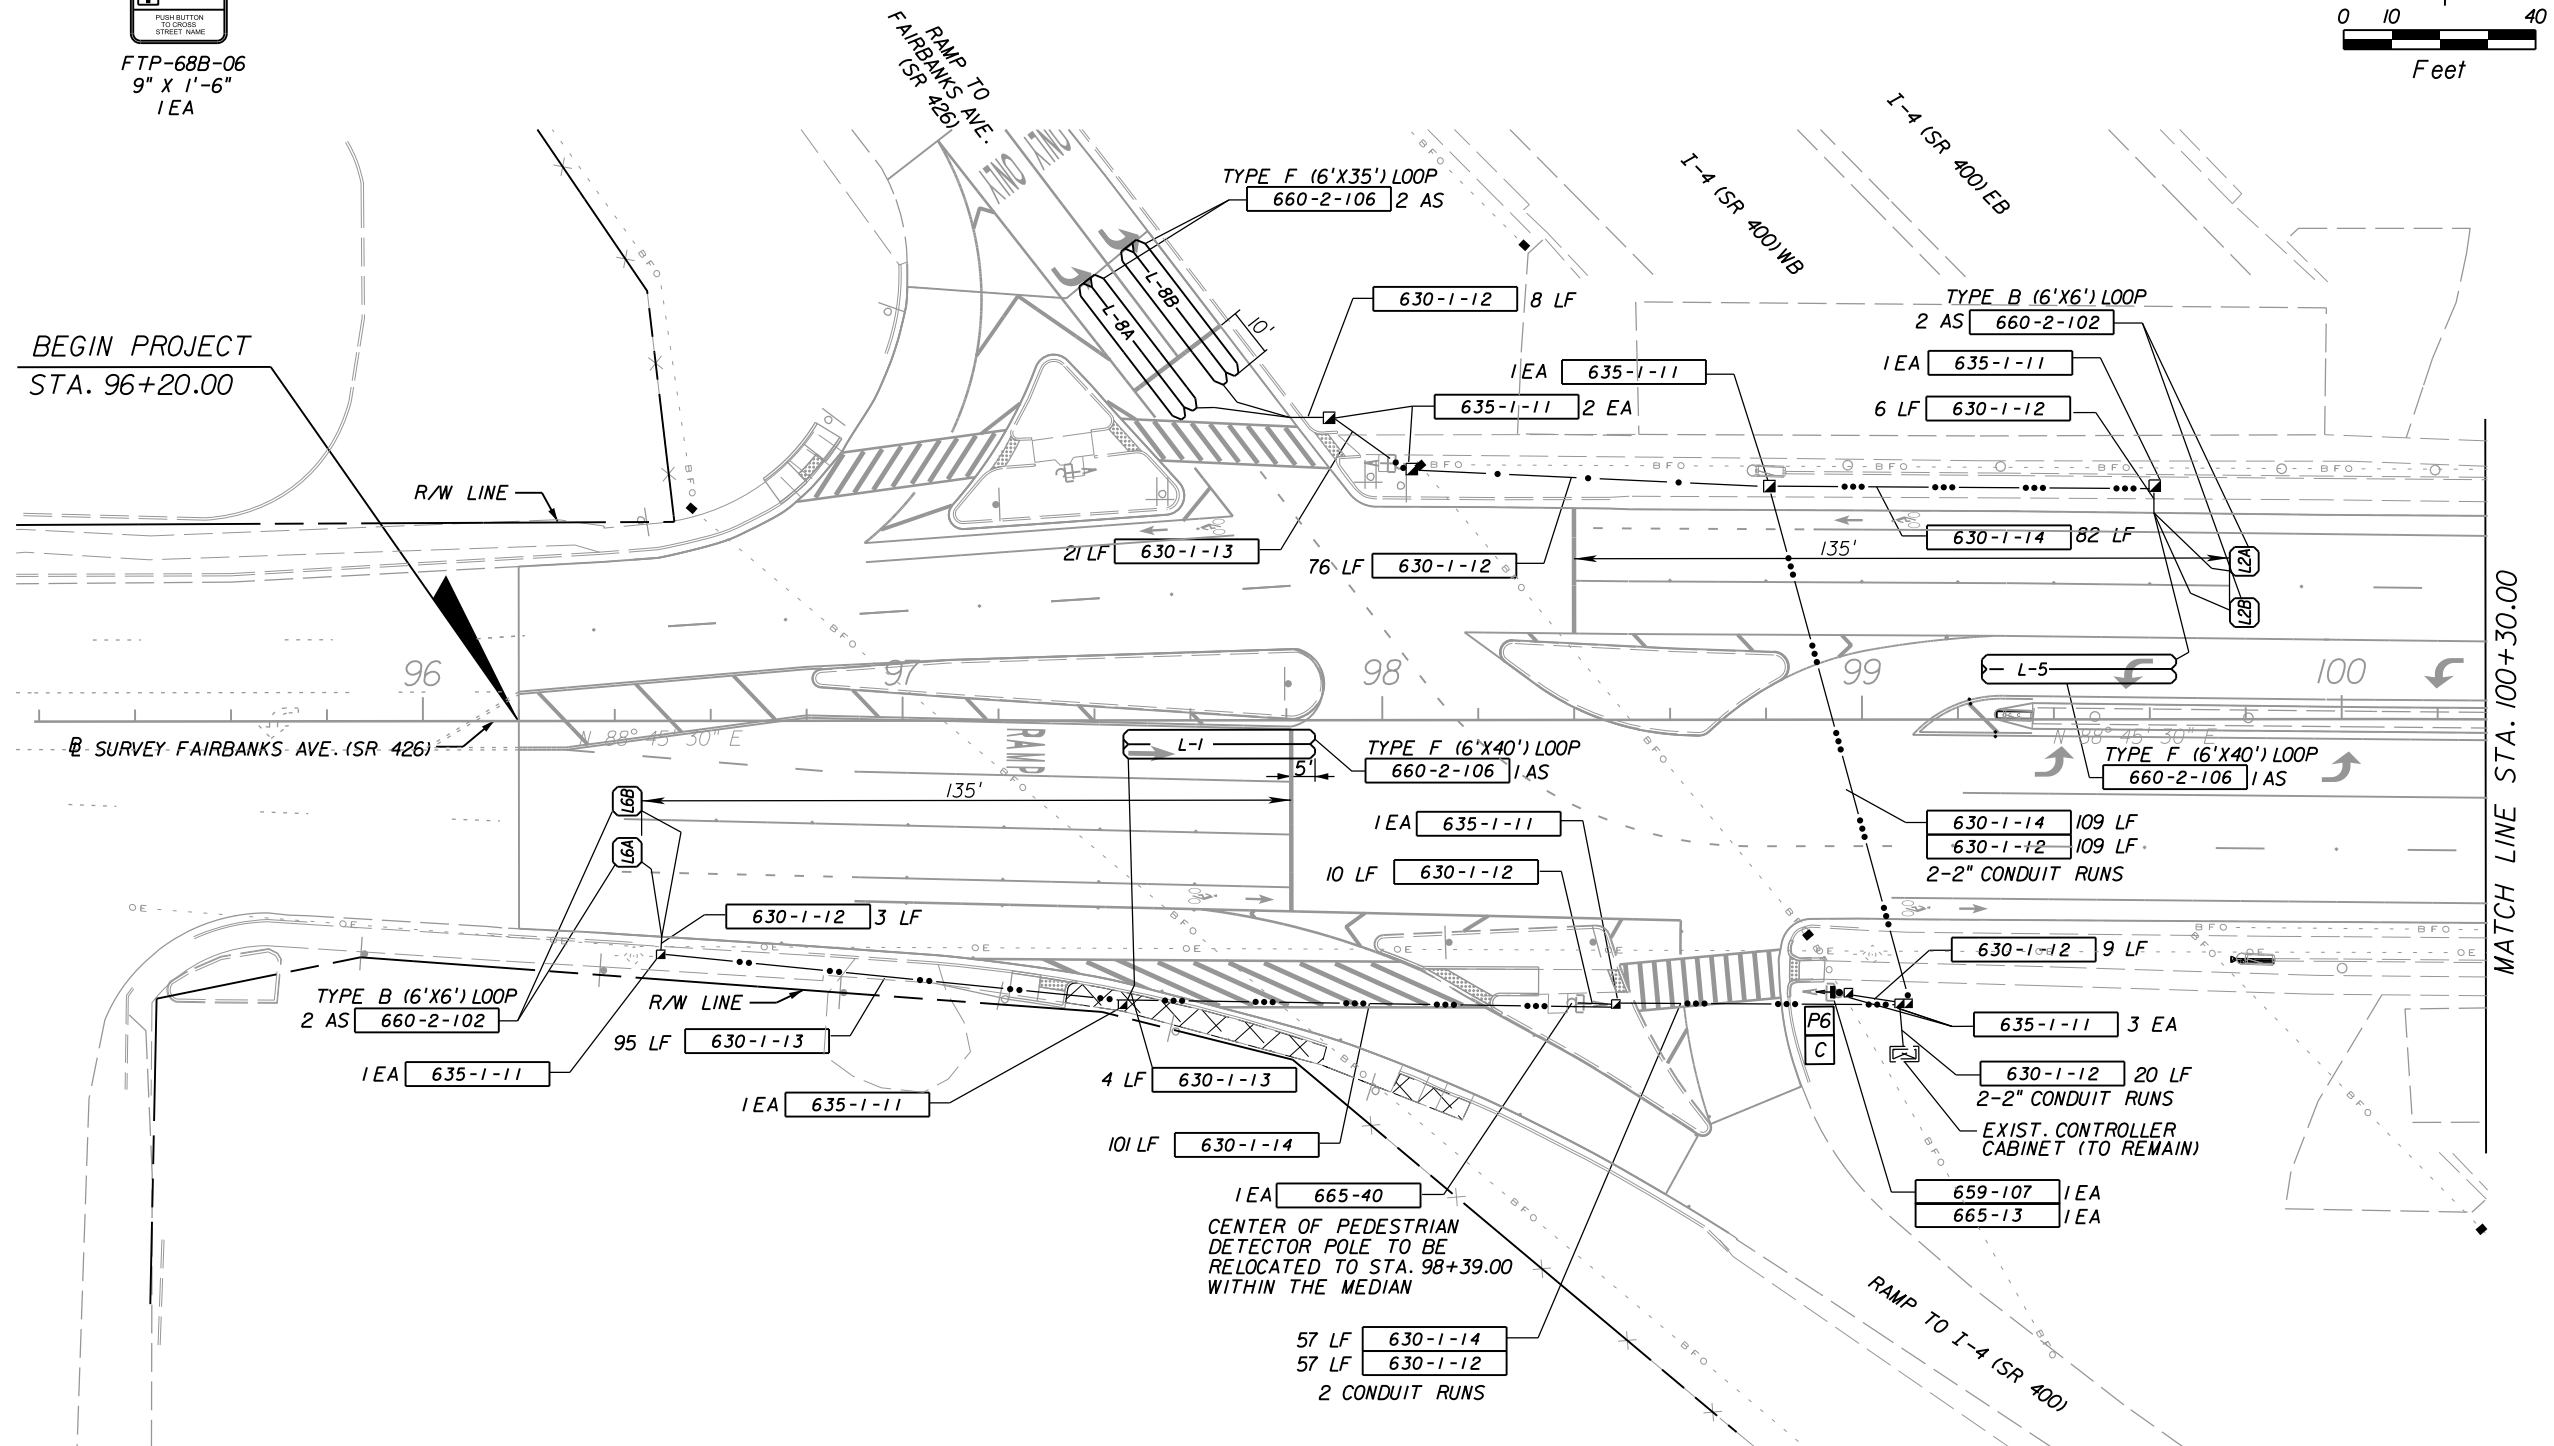 PUSH BUTTON
TO CROSS
STREET NAME
FTP-68B-06
9" X 1'-6"
1 EA
RAMP TO
FAIRBANKS AVE.
(SR 426)
ONLY
ONLY
0 10 40
Feet
I-4 (SR 400) WB
I-4 (SR 400) EB
TYPE F (6'X35') LOOP
660-2-106 2 AS
L-8A
L-8B
10'
630-1-12 8 LF
1 EA 635-1-11
635-1-11 2 EA
TYPE B (6'X6') LOOP
2 AS 660-2-102
1 EA 635-1-11
6 LF 630-1-12
BEGIN PROJECT
STA. 96+20.00
R/W LINE
21 LF 630-1-13
76 LF 630-1-12
630-1-14 82 LF
135'
L2A
L2B
BFO
96
97
98
99
100
L-5
N 88° 45' 30" E
N 88° 45' 30" E
B SURVEY FAIRBANKS AVE. (SR 426)
RAMP
L-1
5'
TYPE F (6'X40') LOOP
660-2-106 1 AS
TYPE F (6'X40') LOOP
660-2-106 1 AS
MATCH LINE STA. 100+30.00
L6B
L6A
135'
1 EA 635-1-11
10 LF 630-1-12
630-1-14 109 LF
630-1-12 109 LF
2-2" CONDUIT RUNS
630-1-12 3 LF
OE
630-1-12 9 LF
TYPE B (6'X6') LOOP
2 AS 660-2-102
R/W LINE
95 LF 630-1-13
1 EA 635-1-11
1 EA 635-1-11
4 LF 630-1-13
101 LF 630-1-14
P6
C
635-1-11 3 EA
630-1-12 20 LF
2-2" CONDUIT RUNS
EXIST. CONTROLLER
CABINET (TO REMAIN)
659-107 1 EA
665-13 1 EA
1 EA 665-40
CENTER OF PEDESTRIAN
DETECTOR POLE TO BE
RELOCATED TO STA. 98+39.00
WITHIN THE MEDIAN
57 LF 630-1-14
57 LF 630-1-12
2 CONDUIT RUNS
RAMP TO I-4 (SR 400)